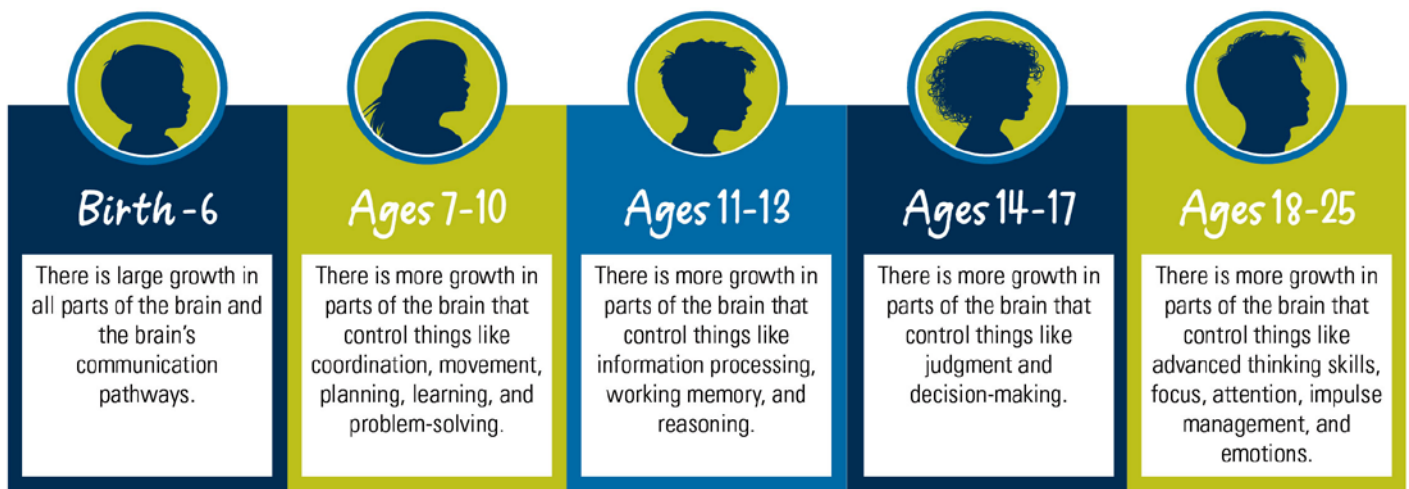 Birth - 6
There is large growth in
all parts of the brain and
the brain's
communication
pathways.
Ages 7-10
There is more growth in
parts of the brain that
control things like
coordination, movement,
planning, learning, and
problem-solving.
Ages 11-13
There is more growth in
parts of the brain that
control things like
information processing,
working memory, and
reasoning.
Ages 14-17
There is more growth in
parts of the brain that
control things like
judgment and
decision-making.
Ages 18-25
There is more growth in
parts of the brain that
control things like
advanced thinking skills,
focus, attention, impulse
management, and
emotions.